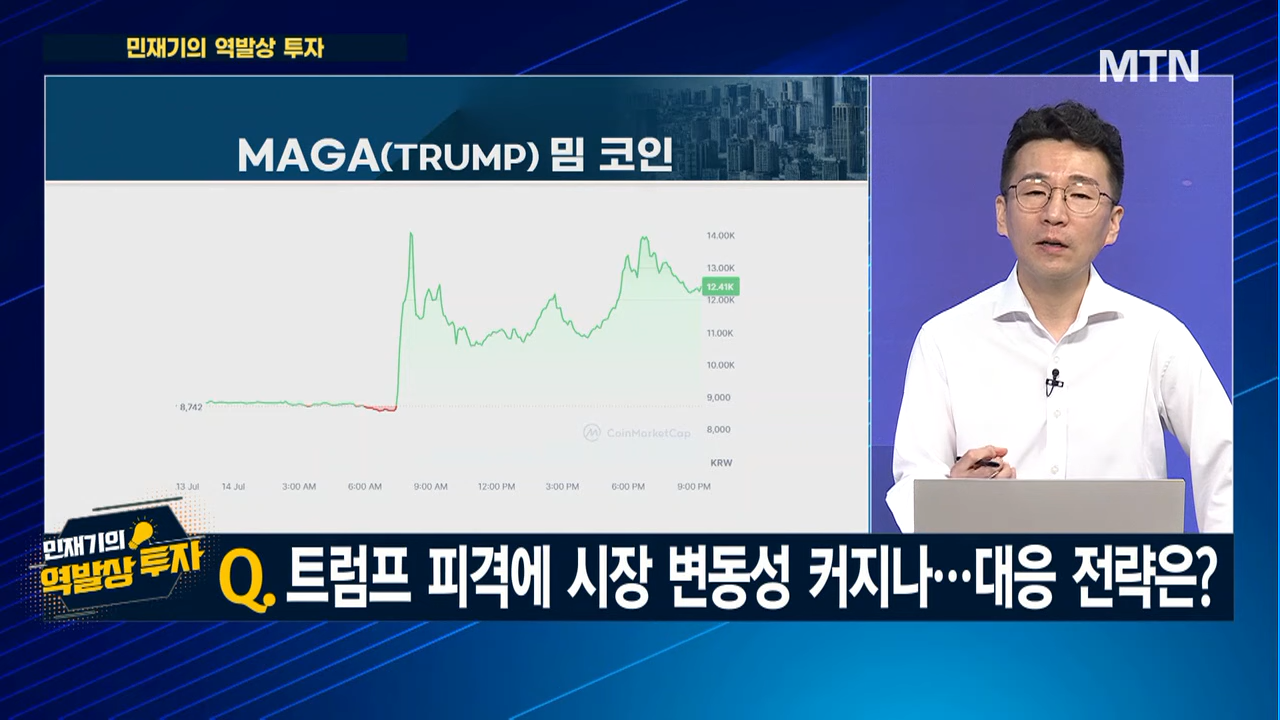 민재기의 역발상 투자
MTN
MAGA(TRUMP) 밈 코인
14.00K
13.00K
12.41K
12.00K
11.00K
10.00K
9,000
8,742
8,000
CoinMarketCap
KRW
13 Jul
14 Jul
3:00 AM
6:00 AM
9:00 AM
12:00 PM
3:00 PM
6:00 PM
9:00 PM
민재기의
역발상 투자
Q. 트럼프 피격에 시장 변동성 커지나…대응 전략은?